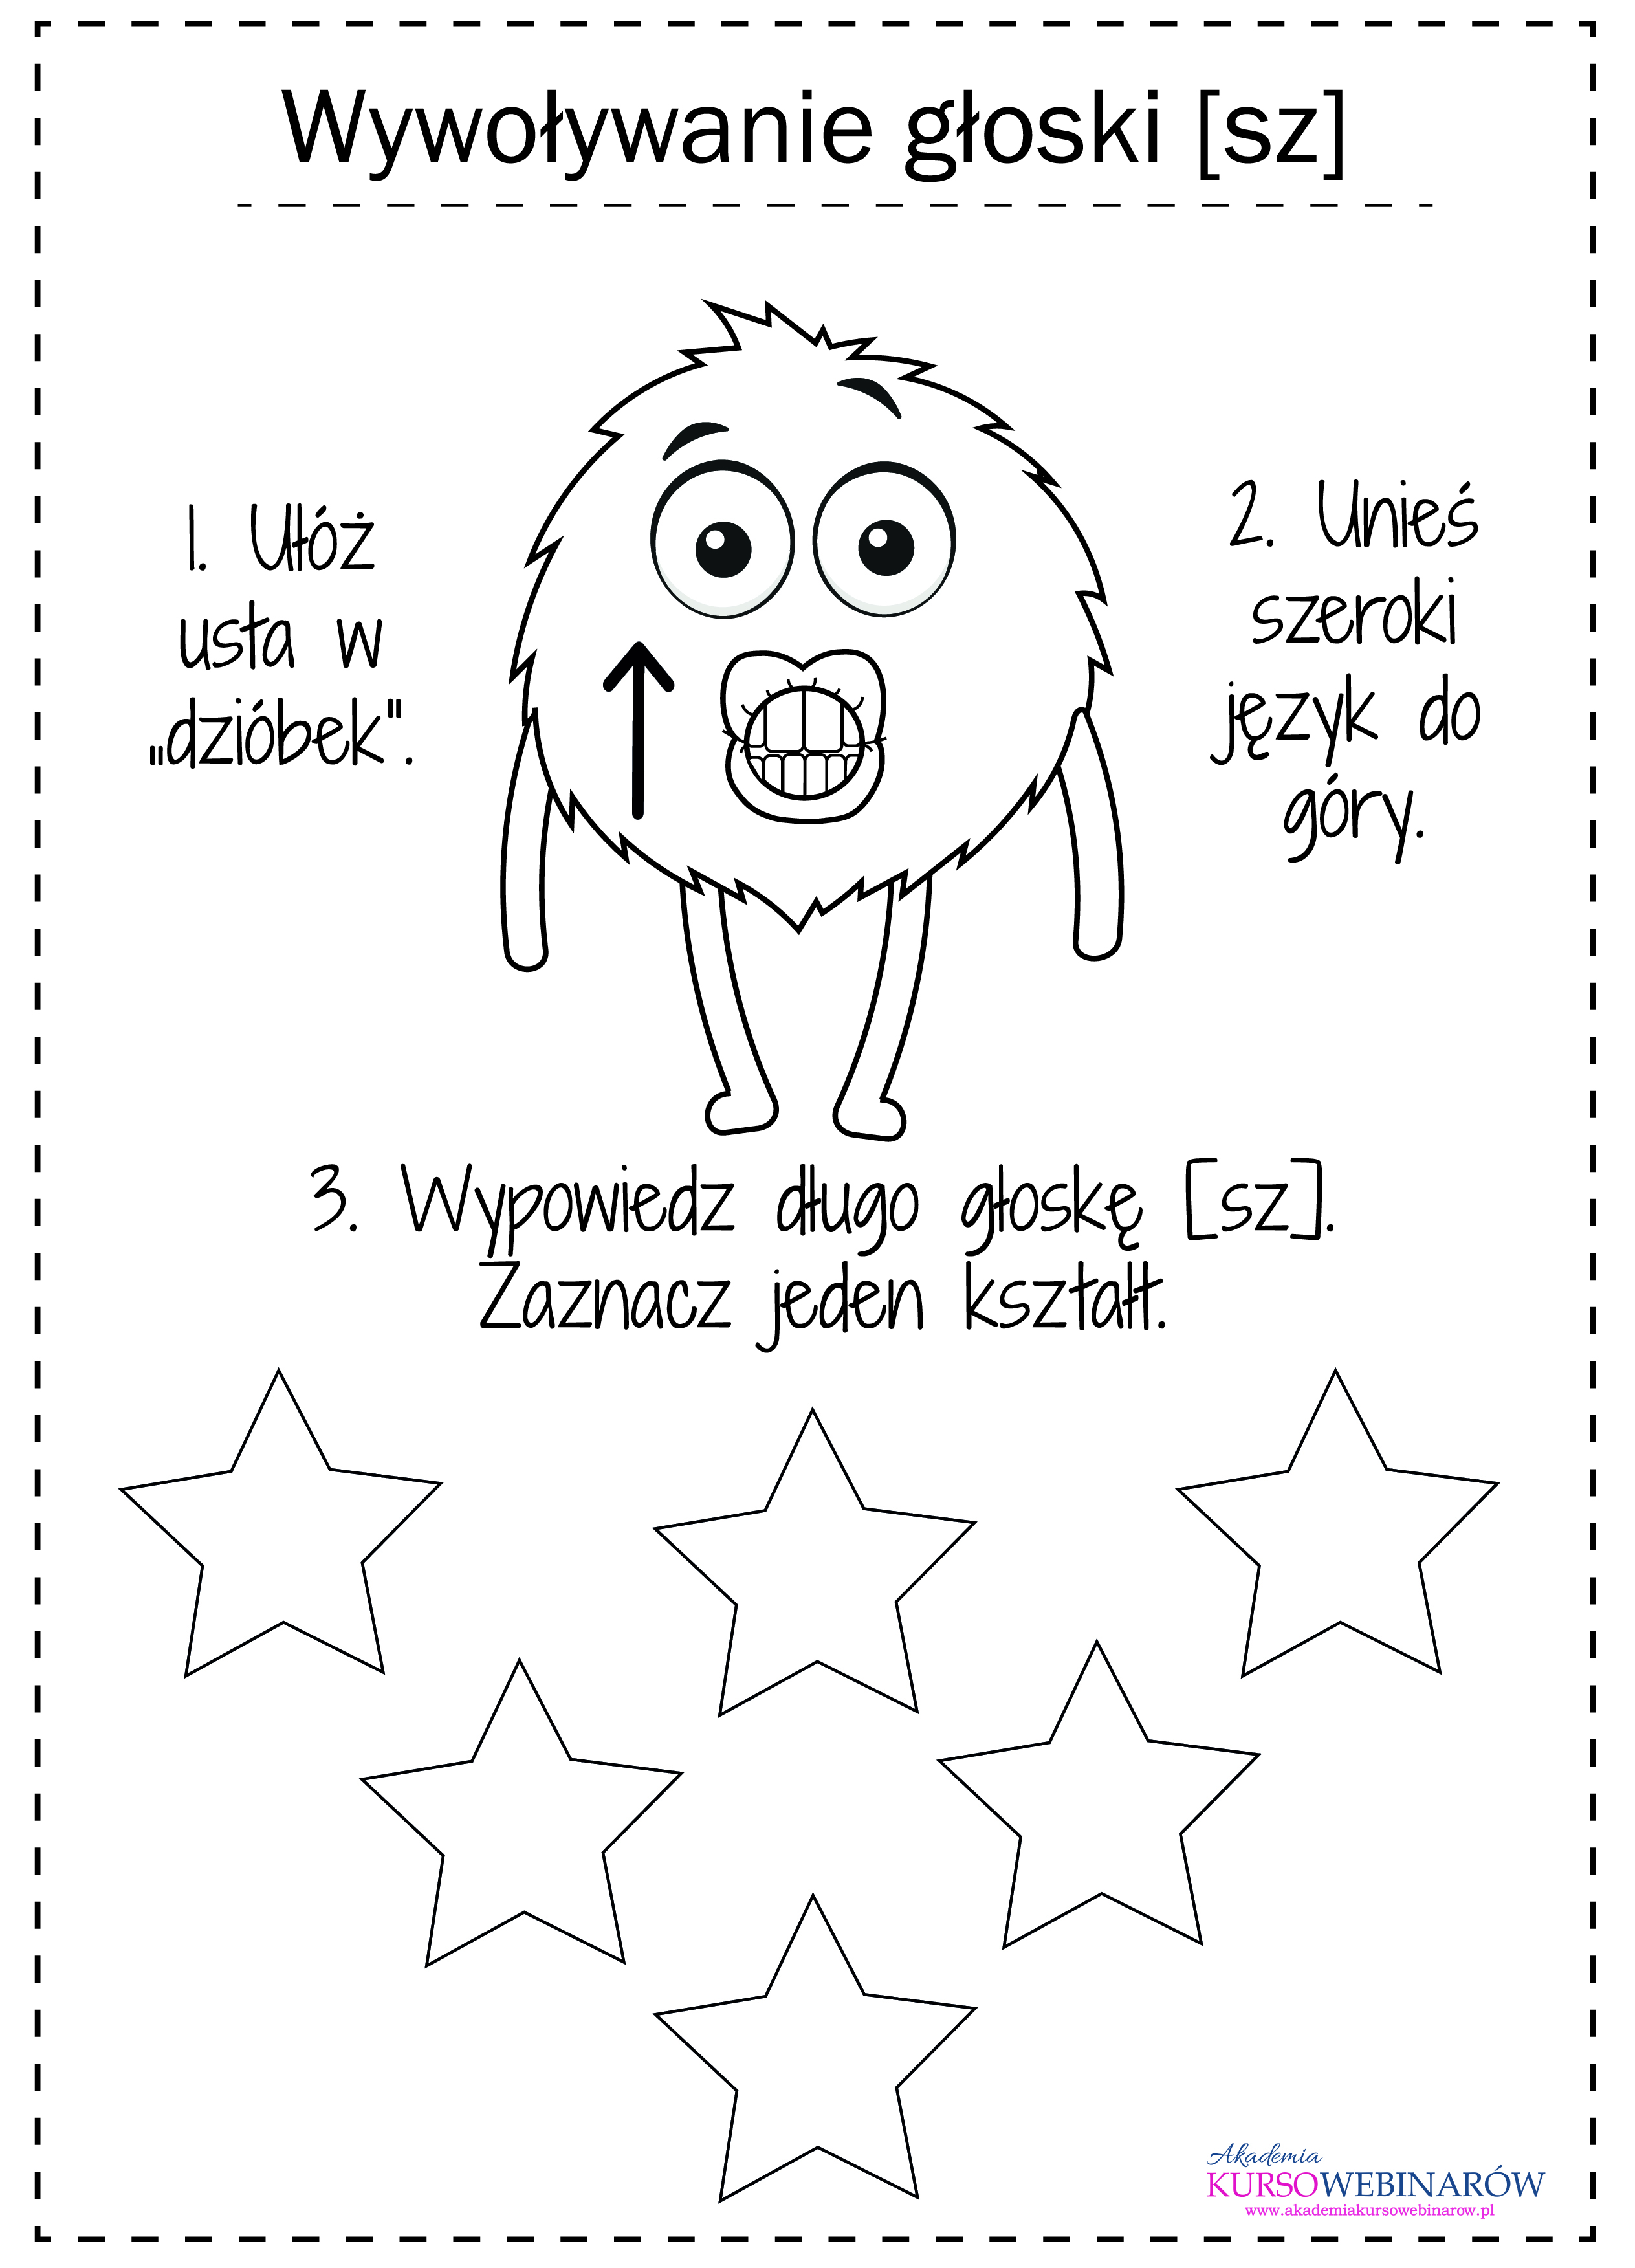 Wywoływanie głoski [sz]
1. Ułóż
usta w
„dzióbek".
2. Unieś
szeroki
język do
góry.
3. Wypowiedz długo głoskę [sz].
Zaznacz jeden kształt.
Akademia
KURSOWEBINARÓW
www.akademiakursowebinarow.pl